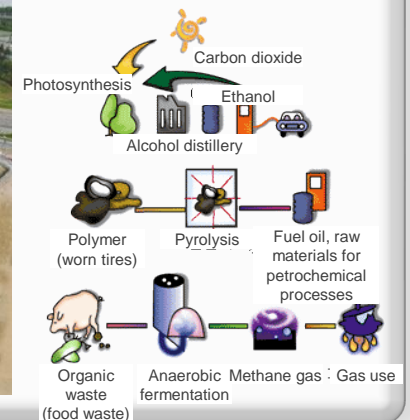 Carbon dioxide
Photosynthesis
Ethanol
Alcohol distillery
Polymer
(worn tires)
Pyrolysis
Fuel oil, raw
materials for
petrochemical
processes
Organic
waste
(food waste)
Anaerobic
fermentation
Methane gas
Gas use